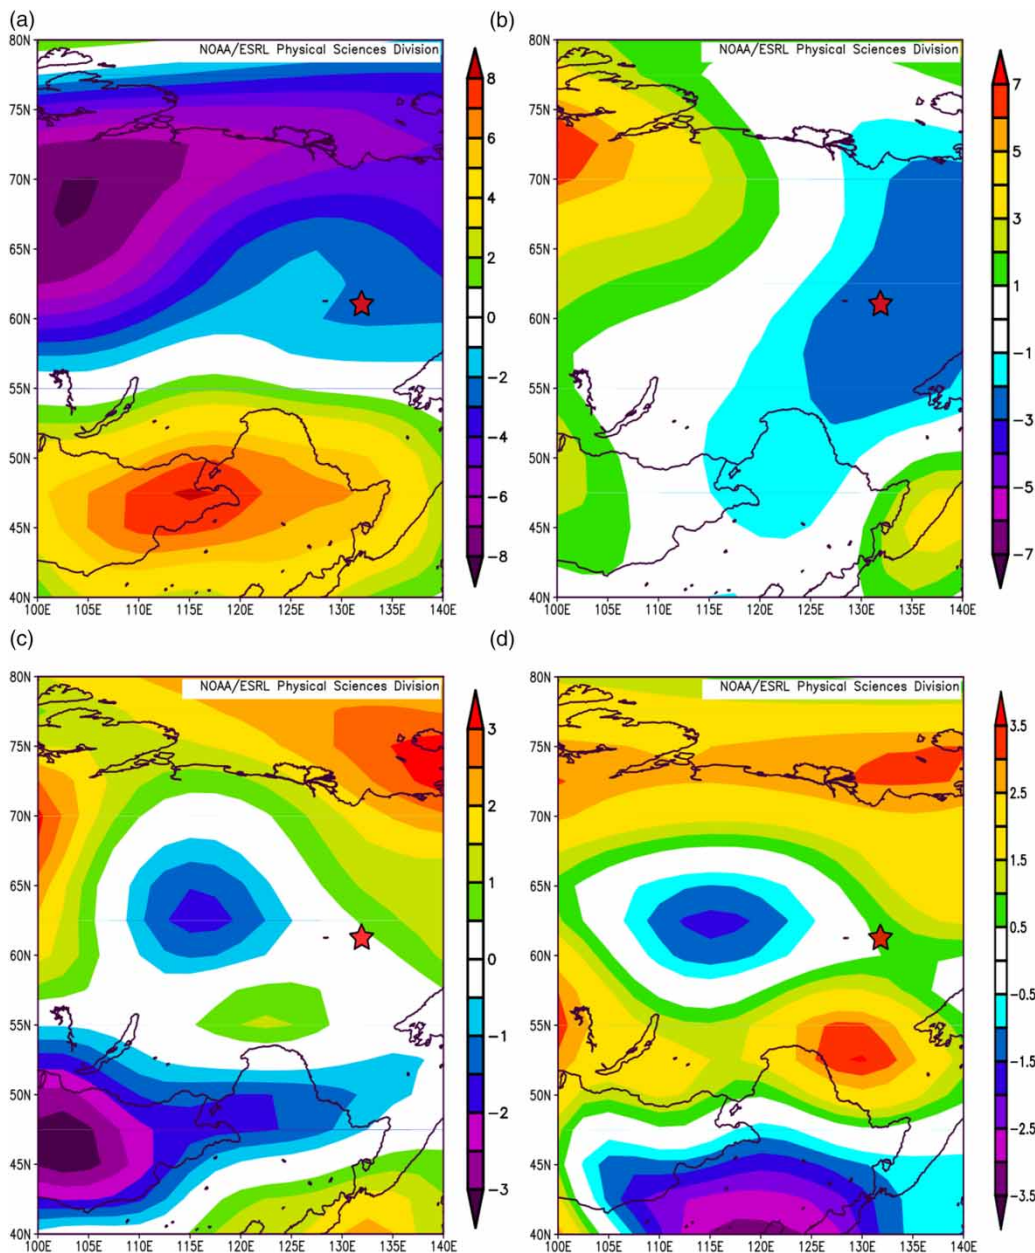 (a)
NOAA/ESRL Physical Sciences Division
80N
75N
70N
65N
60N
55N
50N
45N
40N
100E 105E 110E 115E 120E 125E 130E 135E 140E
8
6
4
2
0
−2
−4
−6
−8
(b)
NOAA/ESRL Physical Sciences Division
80N
75N
70N
65N
60N
55N
50N
45N
40N
100E 105E 110E 115E 120E 125E 130E 135E 140E
7
5
3
1
−1
−3
−5
−7
(c)
NOAA/ESRL Physical Sciences Division
80N
75N
70N
65N
60N
55N
50N
45N
40N
100E 105E 110E 115E 120E 125E 130E 135E 140E
3
2
1
0
−1
−2
−3
(d)
NOAA/ESRL Physical Sciences Division
80N
75N
70N
65N
60N
55N
50N
45N
40N
100E 105E 110E 115E 120E 125E 130E 135E 140E
3.5
2.5
1.5
0.5
−0.5
−1.5
−2.5
−3.5